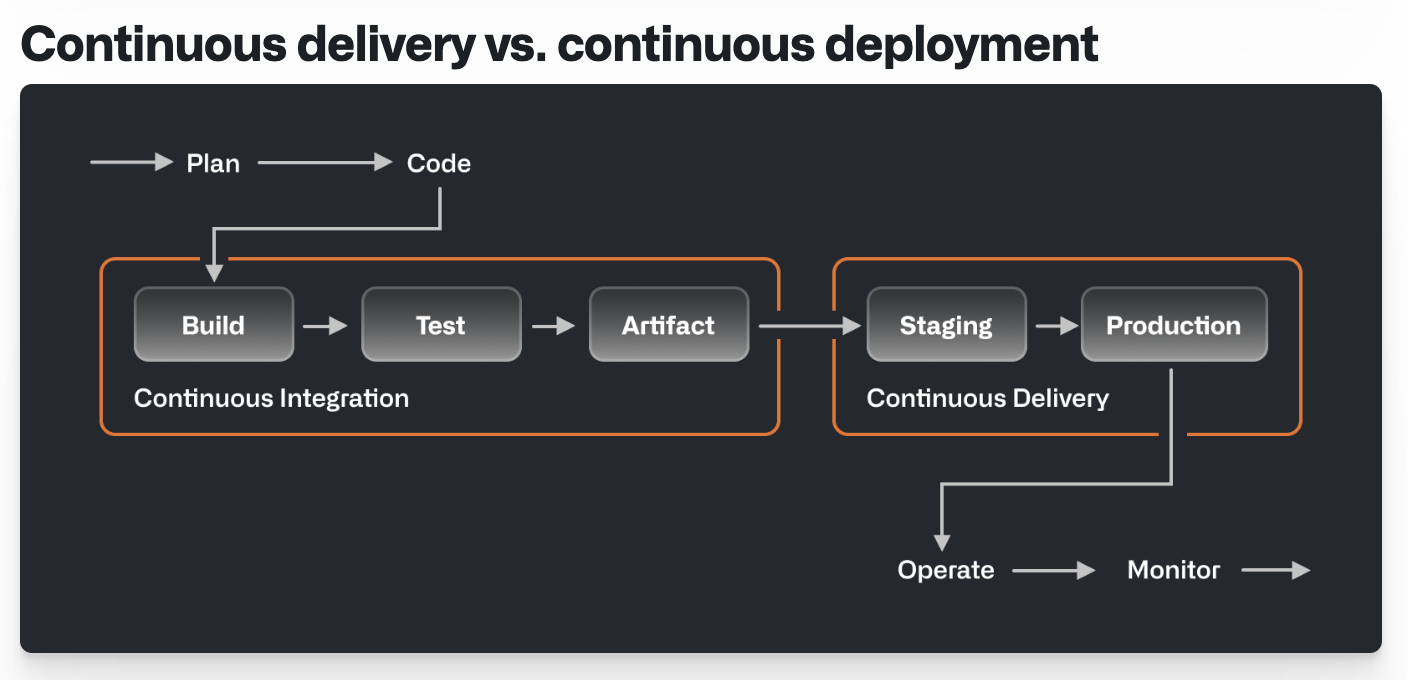 Continuous delivery vs. continuous deployment
Plan
Code
Build
Test
Artifact
Continuous Integration
Staging
Production
Continuous Delivery
Operate
Monitor